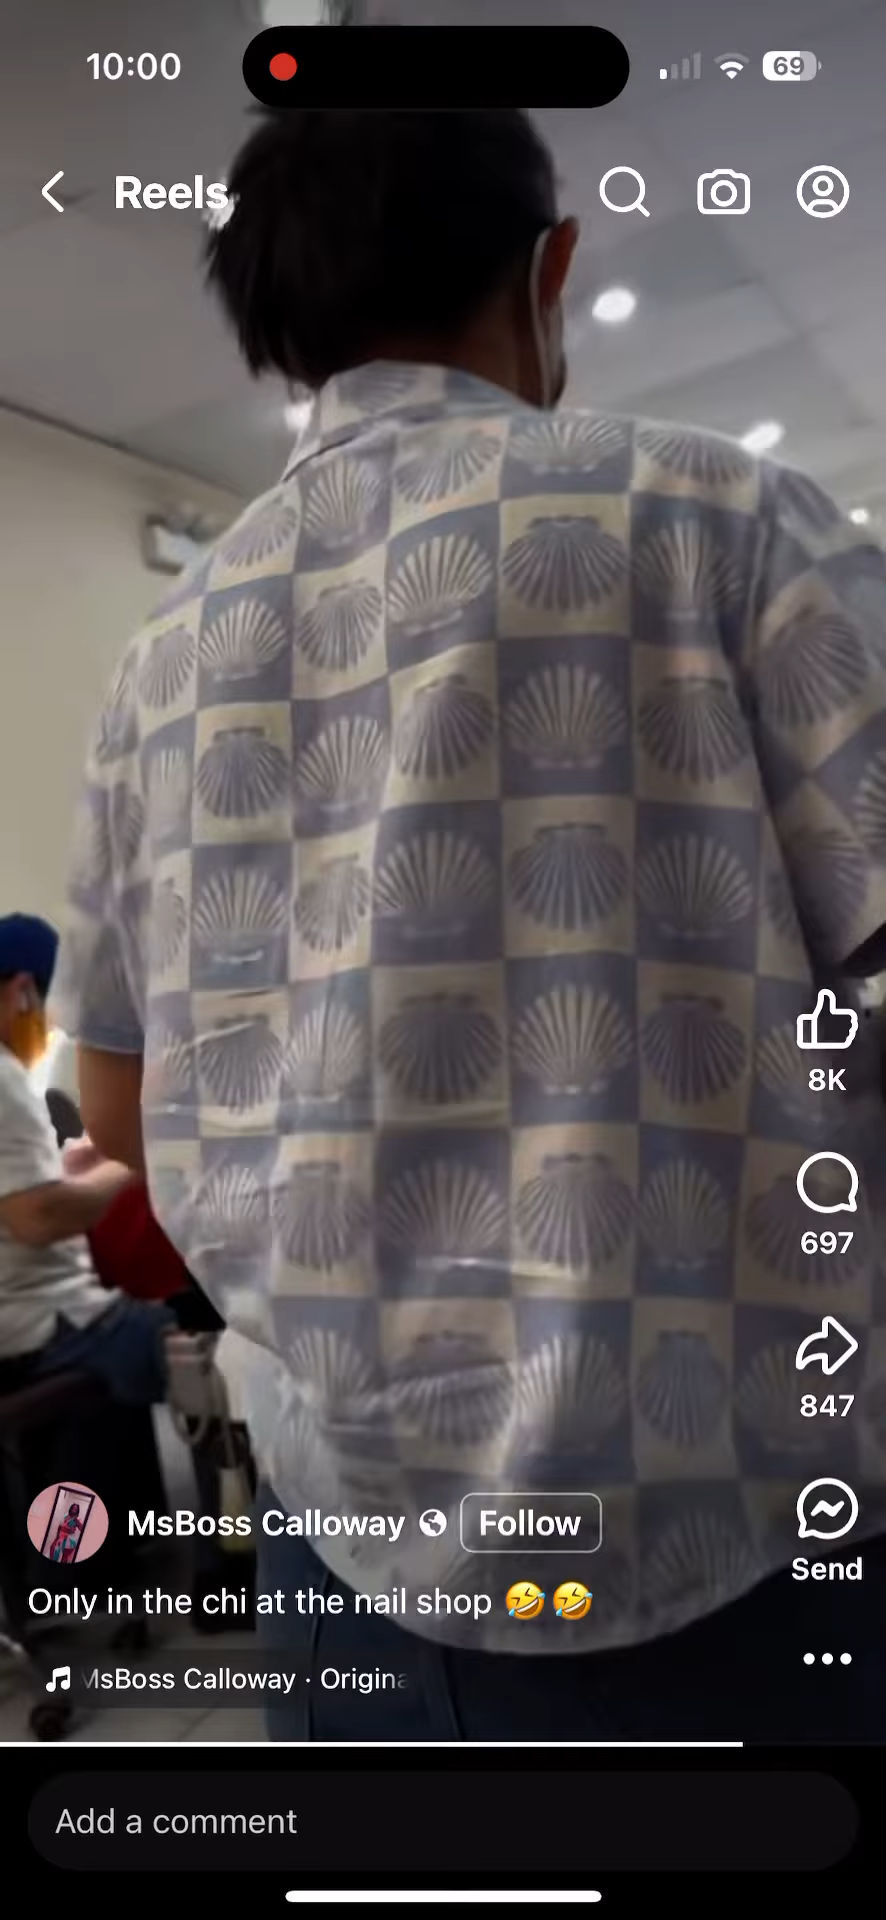 10:00
69
Reels
8K
697
847
MsBoss Calloway
Follow
Send
Only in the chi at the nail shop 🤣🤣
MsBoss Calloway · Origina
Add a comment